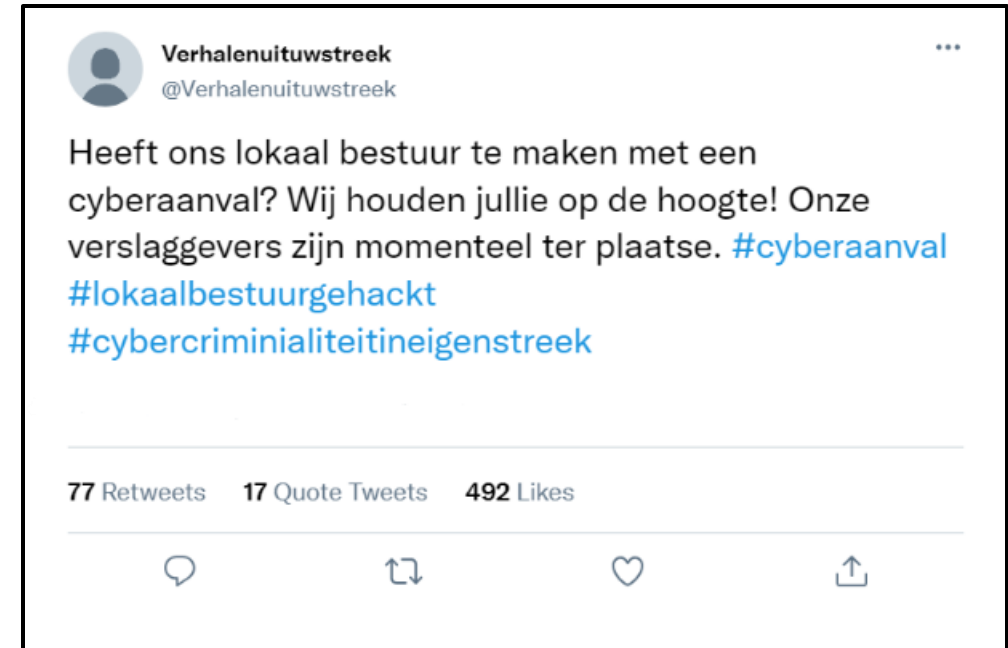 Verhalenuituwstreek
@Verhalenuituwstreek
Heeft ons lokaal bestuur te maken met een
cyberaanval? Wij houden jullie op de hoogte! Onze
verslaggevers zijn momenteel ter plaatse. #cyberaanval
#lokaalbestuurgehackt
#cybercriminialiteitineigenstreek
77 Retweets 17 Quote Tweets 492 Likes